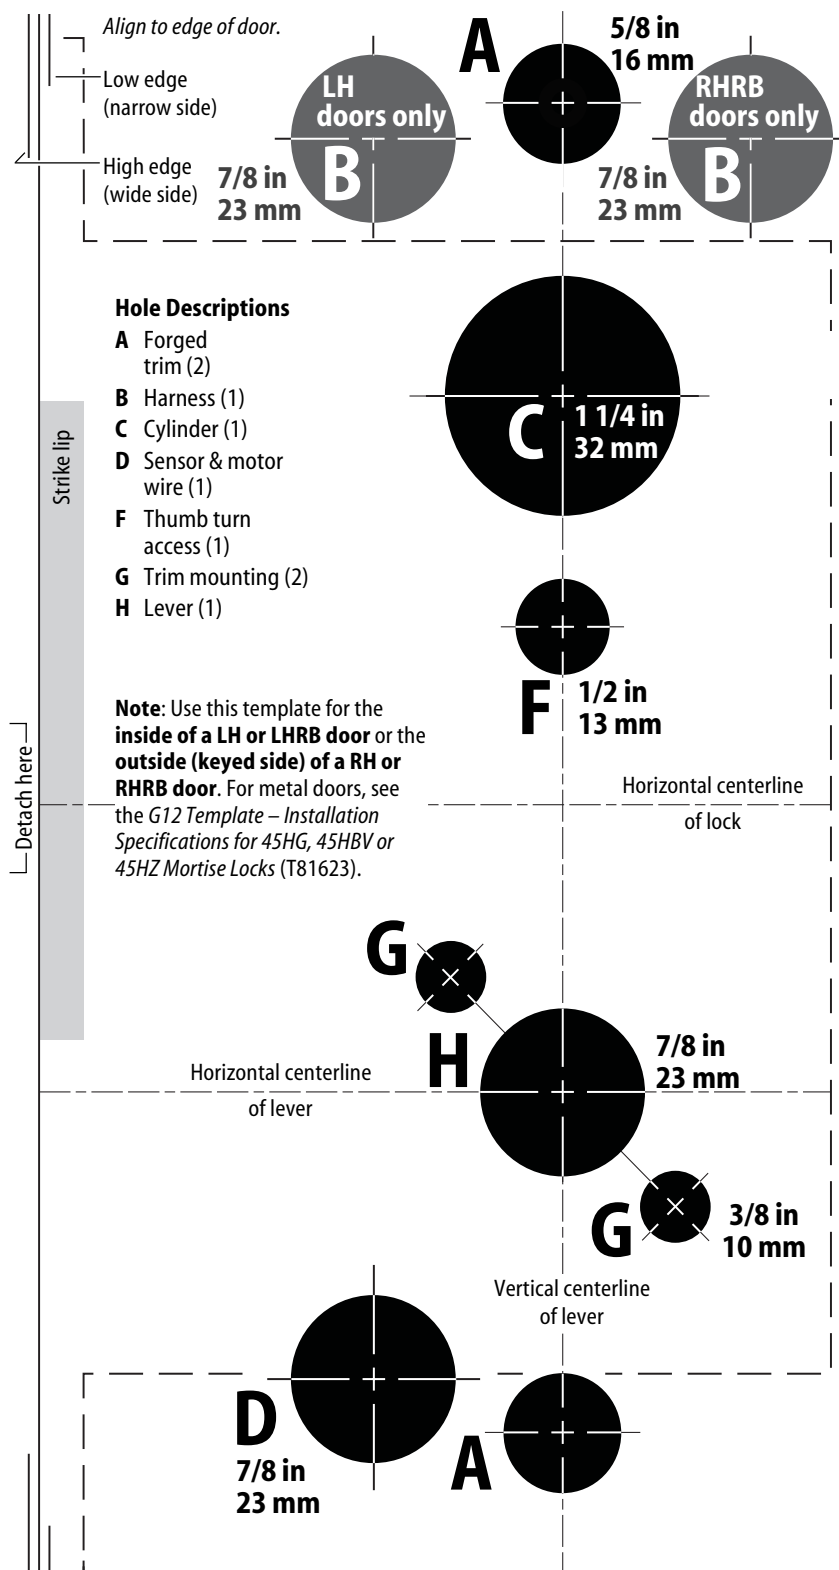 Align to edge of door.
Low edge
(narrow side)
High edge
(wide side)
LH
doors only
B
7/8 in
23 mm
A
5/8 in
16 mm
RHRB
doors only
B
7/8 in
23 mm
Hole Descriptions
A Forged
trim (2)
B Harness (1)
C Cylinder (1)
D Sensor & motor
wire (1)
F Thumb turn
access (1)
G Trim mounting (2)
H Lever (1)
C
1 1/4 in
32 mm
Strike lip
F
1/2 in
13 mm
Note: Use this template for the
inside of a LH or LHRB door or the
outside (keyed side) of a RH or
RHRB door. For metal doors, see
the G12 Template – Installation
Specifications for 45HG, 45HBV or
45HZ Mortise Locks (T81623).
Detach here
Horizontal centerline
of lock
G
H
7/8 in
23 mm
Horizontal centerline
of lever
G
3/8 in
10 mm
Vertical centerline
of lever
D
7/8 in
23 mm
A